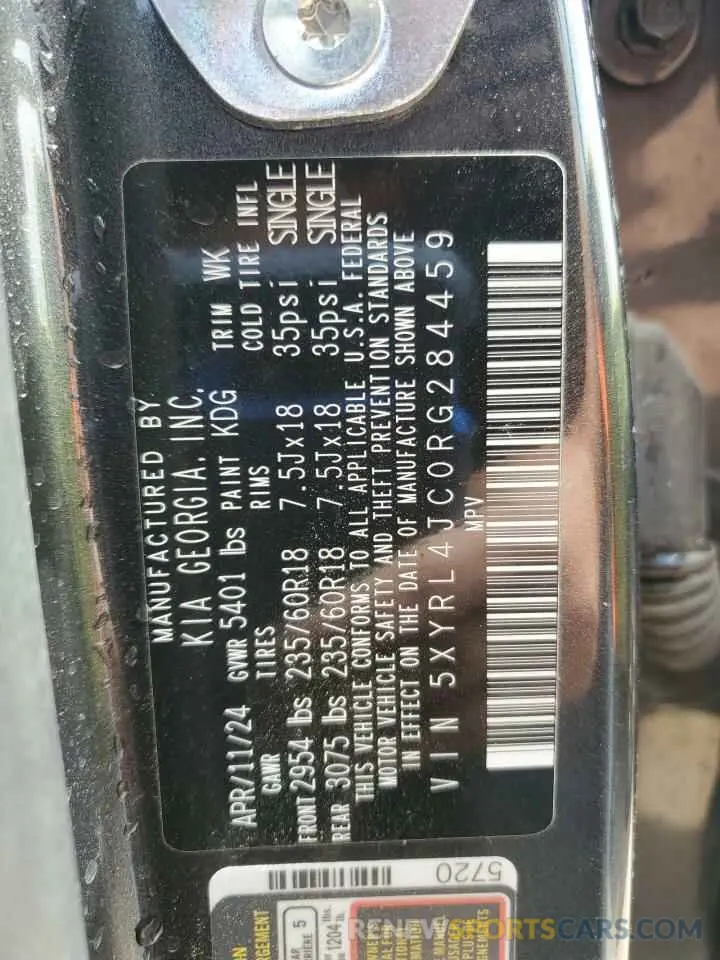 MANUFACTURED BY
KIA GEORGIA, INC.
APR/11/24 GVWR 5401 lbs PAINT KDG TRIM WK
GAWR TIRES RIMS COLD TIRE INFL
FRONT 2954 lbs 235/60R18 7.5Jx18 35psi SINGLE
REAR 3075 lbs 235/60R18 7.5Jx18 35psi SINGLE
THIS VEHICLE CONFORMS TO ALL APPLICABLE U.S.A. FEDERAL
MOTOR VEHICLE SAFETY AND THEFT PREVENTION STANDARDS
IN EFFECT ON THE DATE OF MANUFACTURE SHOWN ABOVE
VIN 5XYRL4JC0RG284459
MPV
5720
5
1204 lbs.
RENEWSPORTSCARS.COM